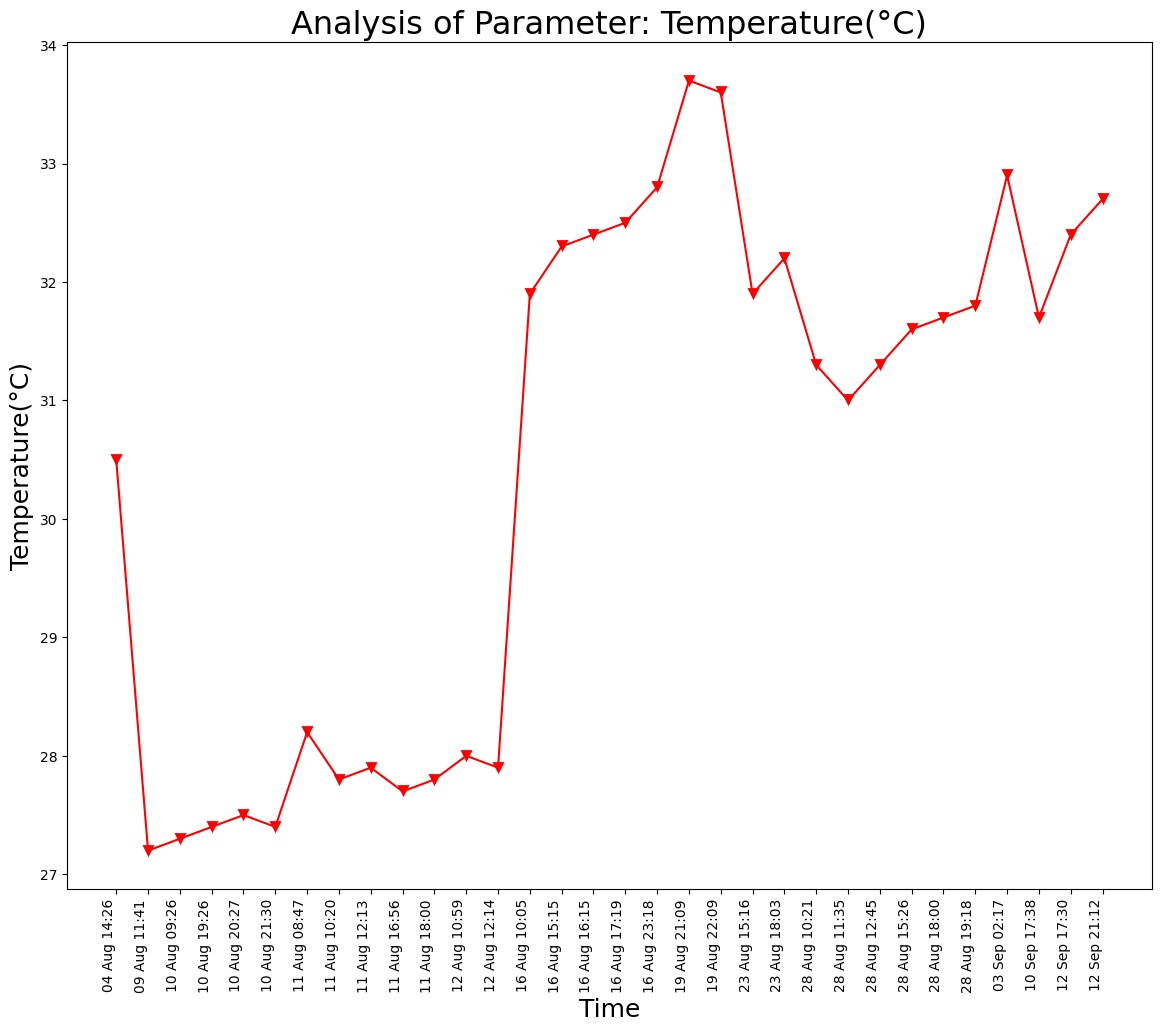 Analysis of Parameter: Temperature(°C)
Temperature(°C)
34
33
32
31
30
29
28
27
04 Aug 14:26
09 Aug 11:41
10 Aug 09:26
10 Aug 19:26
10 Aug 20:27
10 Aug 21:30
11 Aug 08:47
11 Aug 10:20
11 Aug 12:13
11 Aug 16:56
11 Aug 18:00
12 Aug 10:59
12 Aug 12:14
16 Aug 10:05
16 Aug 15:15
16 Aug 16:15
16 Aug 17:19
16 Aug 23:18
19 Aug 21:09
19 Aug 22:09
23 Aug 15:16
23 Aug 18:03
28 Aug 10:21
28 Aug 11:35
28 Aug 12:45
28 Aug 15:26
28 Aug 18:00
28 Aug 19:18
03 Sep 02:17
10 Sep 17:38
12 Sep 17:30
12 Sep 21:12
Time